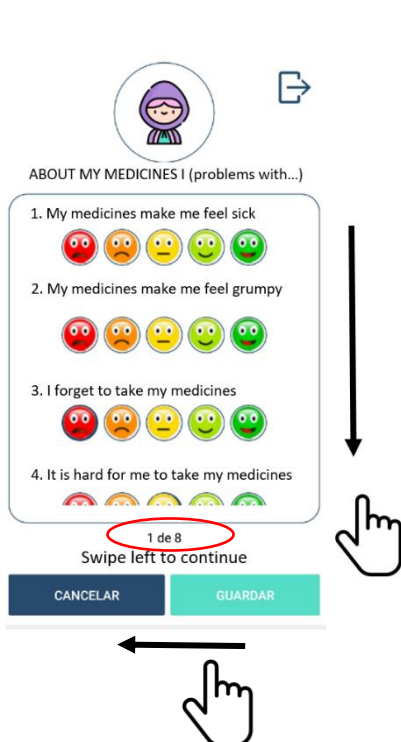 ABOUT MY MEDICINES I (problems with...)
1. My medicines make me feel sick
2. My medicines make me feel grumpy
3. I forget to take my medicines
4. It is hard for me to take my medicines
1 de 8
Swipe left to continue
CANCELAR GUARDAR